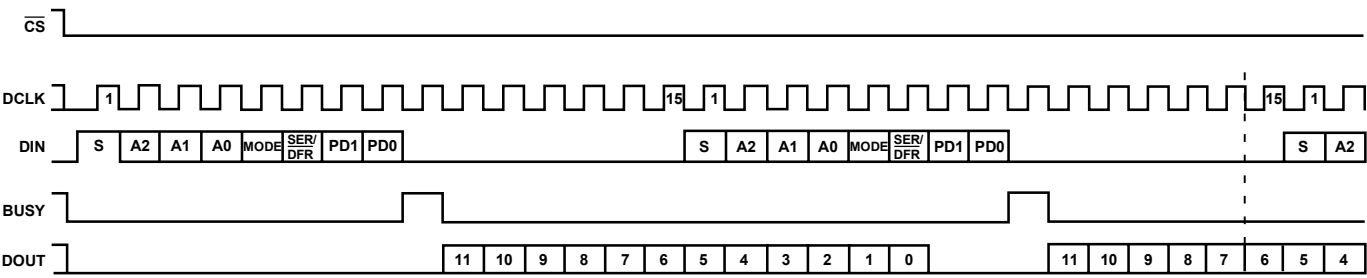 CS
DCLK 1 15 1 15 1
DIN S A2 A1 A0 MODE SER/DFR PD1 PD0 S A2 A1 A0 MODE SER/DFR PD1 PD0 S A2
BUSY
DOUT 11 10 9 8 7 6 5 4 3 2 1 0 11 10 9 8 7 6 5 4